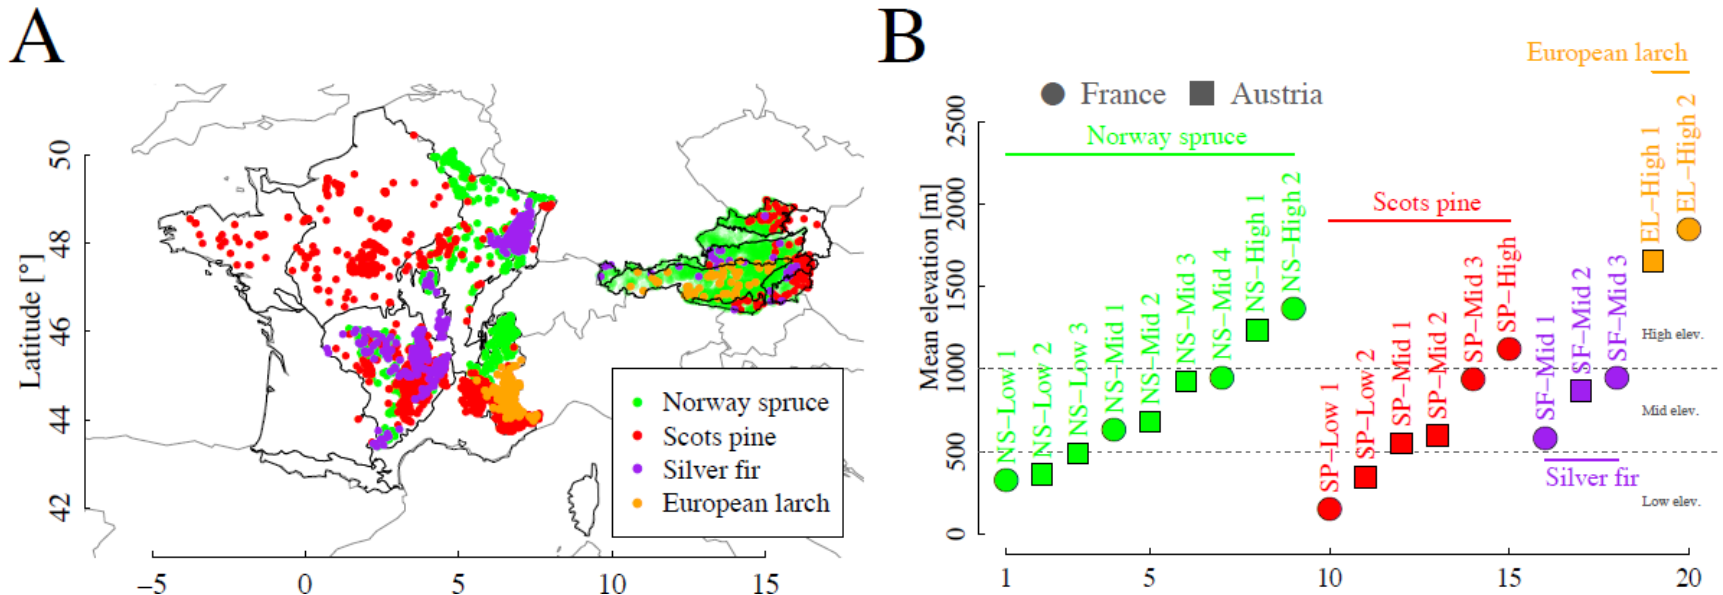 A
B
50
48
46
44
42
Latitude [°]
−5
0
5
10
15
Norway spruce
Scots pine
Silver fir
European larch
France
Austria
Mean elevation [m]
2500
2000
1500
1000
500
0
Norway spruce
Scots pine
Silver fir
European larch
NS−Low 1
NS−Low 2
NS−Low 3
NS−Mid 1
NS−Mid 2
NS−Mid 3
NS−Mid 4
NS−High 1
NS−High 2
SP−Low 1
SP−Low 2
SP−Mid 1
SP−Mid 2
SP−Mid 3
SP−High
SF−Mid 1
SF−Mid 2
SF−Mid 3
EL−High 1
EL−High 2
High elev.
Mid elev.
Low elev.
1
5
10
15
20